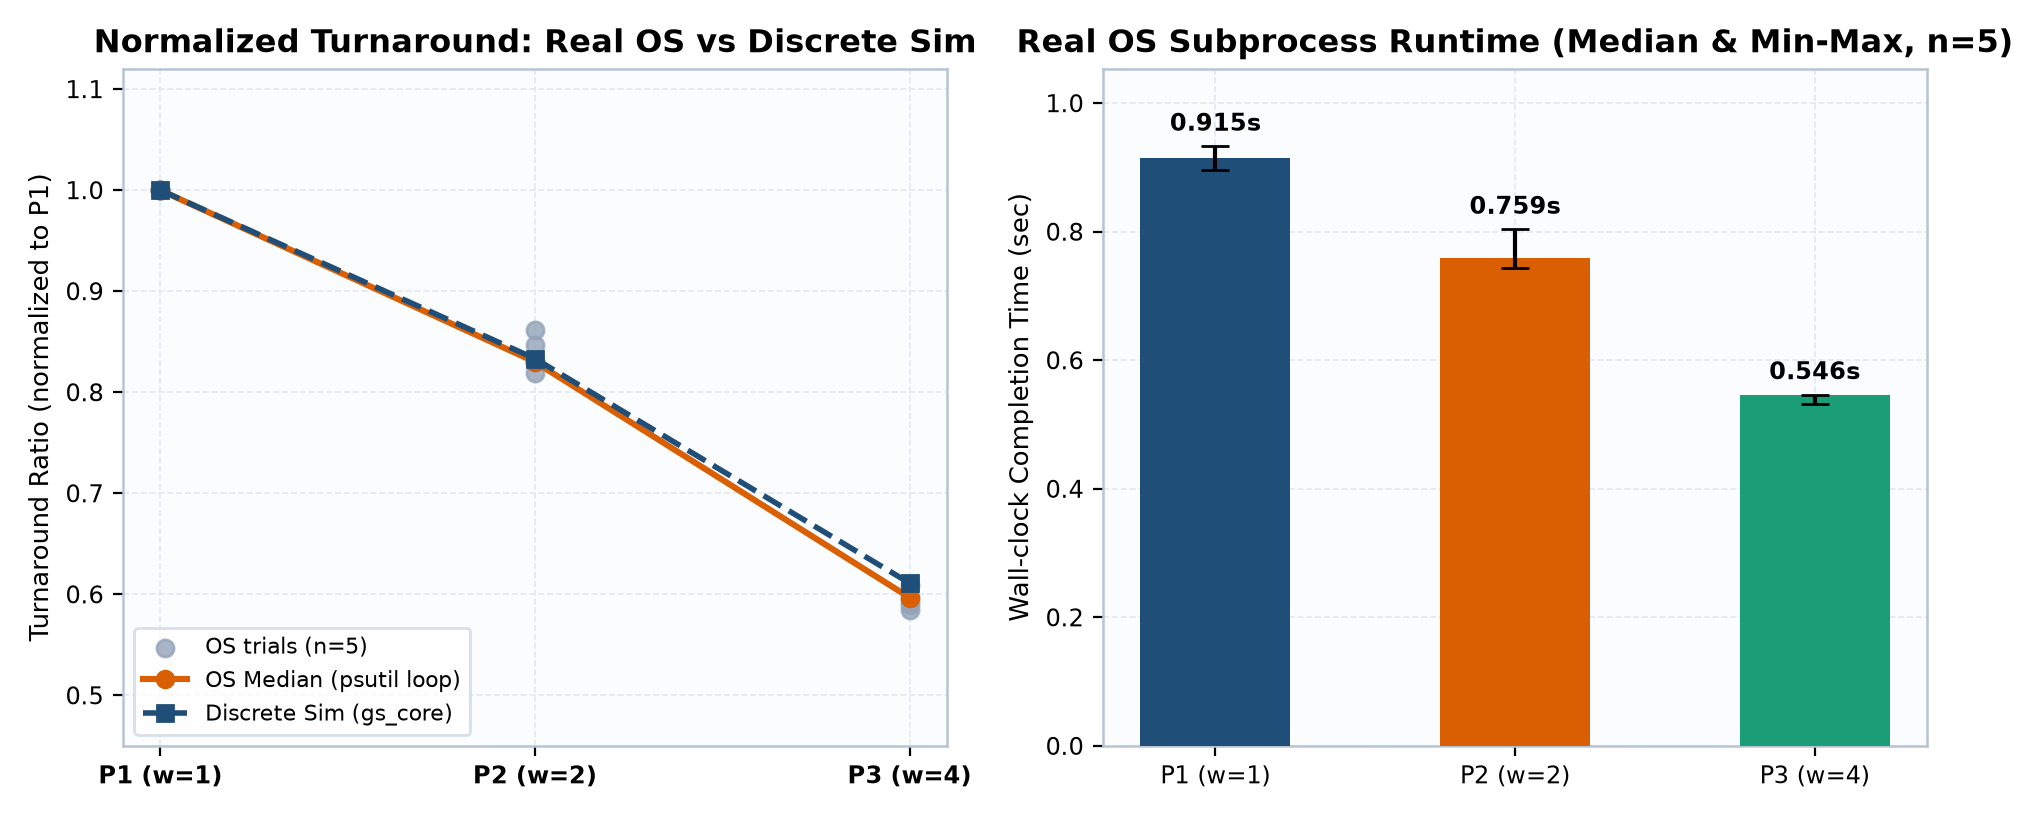 Normalized Turnaround: Real OS vs Discrete Sim
Turnaround Ratio (normalized to P1)
1.1
1.0
0.9
0.8
0.7
0.6
0.5
OS trials (n=5)
OS Median (psutil loop)
Discrete Sim (gs_core)
P1 (w=1)
P2 (w=2)
P3 (w=4)
Real OS Subprocess Runtime (Median & Min-Max, n=5)
Wall-clock Completion Time (sec)
1.0
0.8
0.6
0.4
0.2
0.0
0.915s
0.759s
0.546s
P1 (w=1)
P2 (w=2)
P3 (w=4)